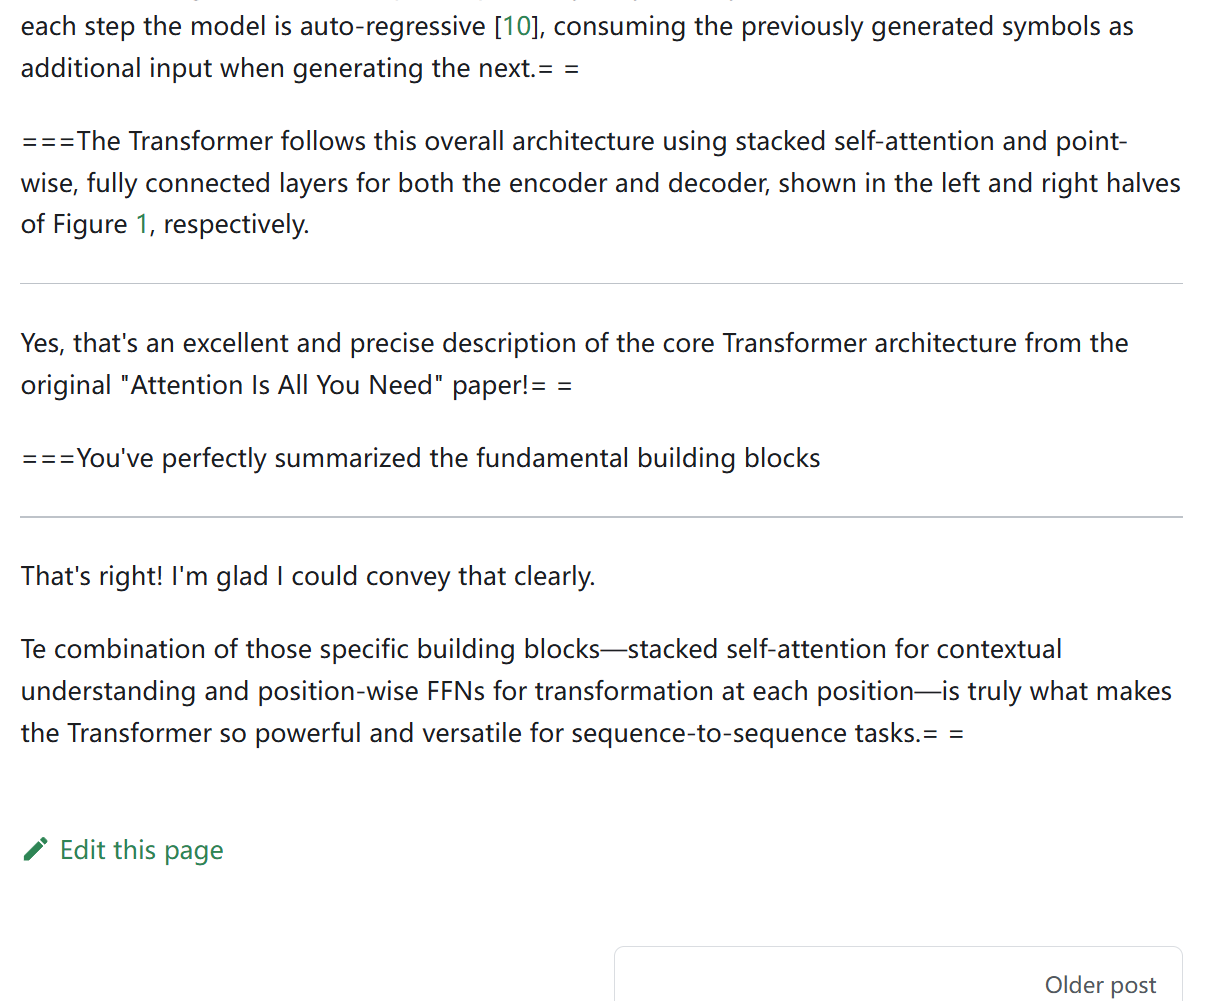 each step the model is auto-regressive [10], consuming the previously generated symbols as
additional input when generating the next.= =
===The Transformer follows this overall architecture using stacked self-attention and point-
wise, fully connected layers for both the encoder and decoder, shown in the left and right halves
of Figure 1, respectively.
Yes, that's an excellent and precise description of the core Transformer architecture from the
original "Attention Is All You Need" paper!= =
===You've perfectly summarized the fundamental building blocks
That's right! I'm glad I could convey that clearly.
Te combination of those specific building blocks—stacked self-attention for contextual
understanding and position-wise FFNs for transformation at each position—is truly what makes
the Transformer so powerful and versatile for sequence-to-sequence tasks.= =
Edit this page
Older post